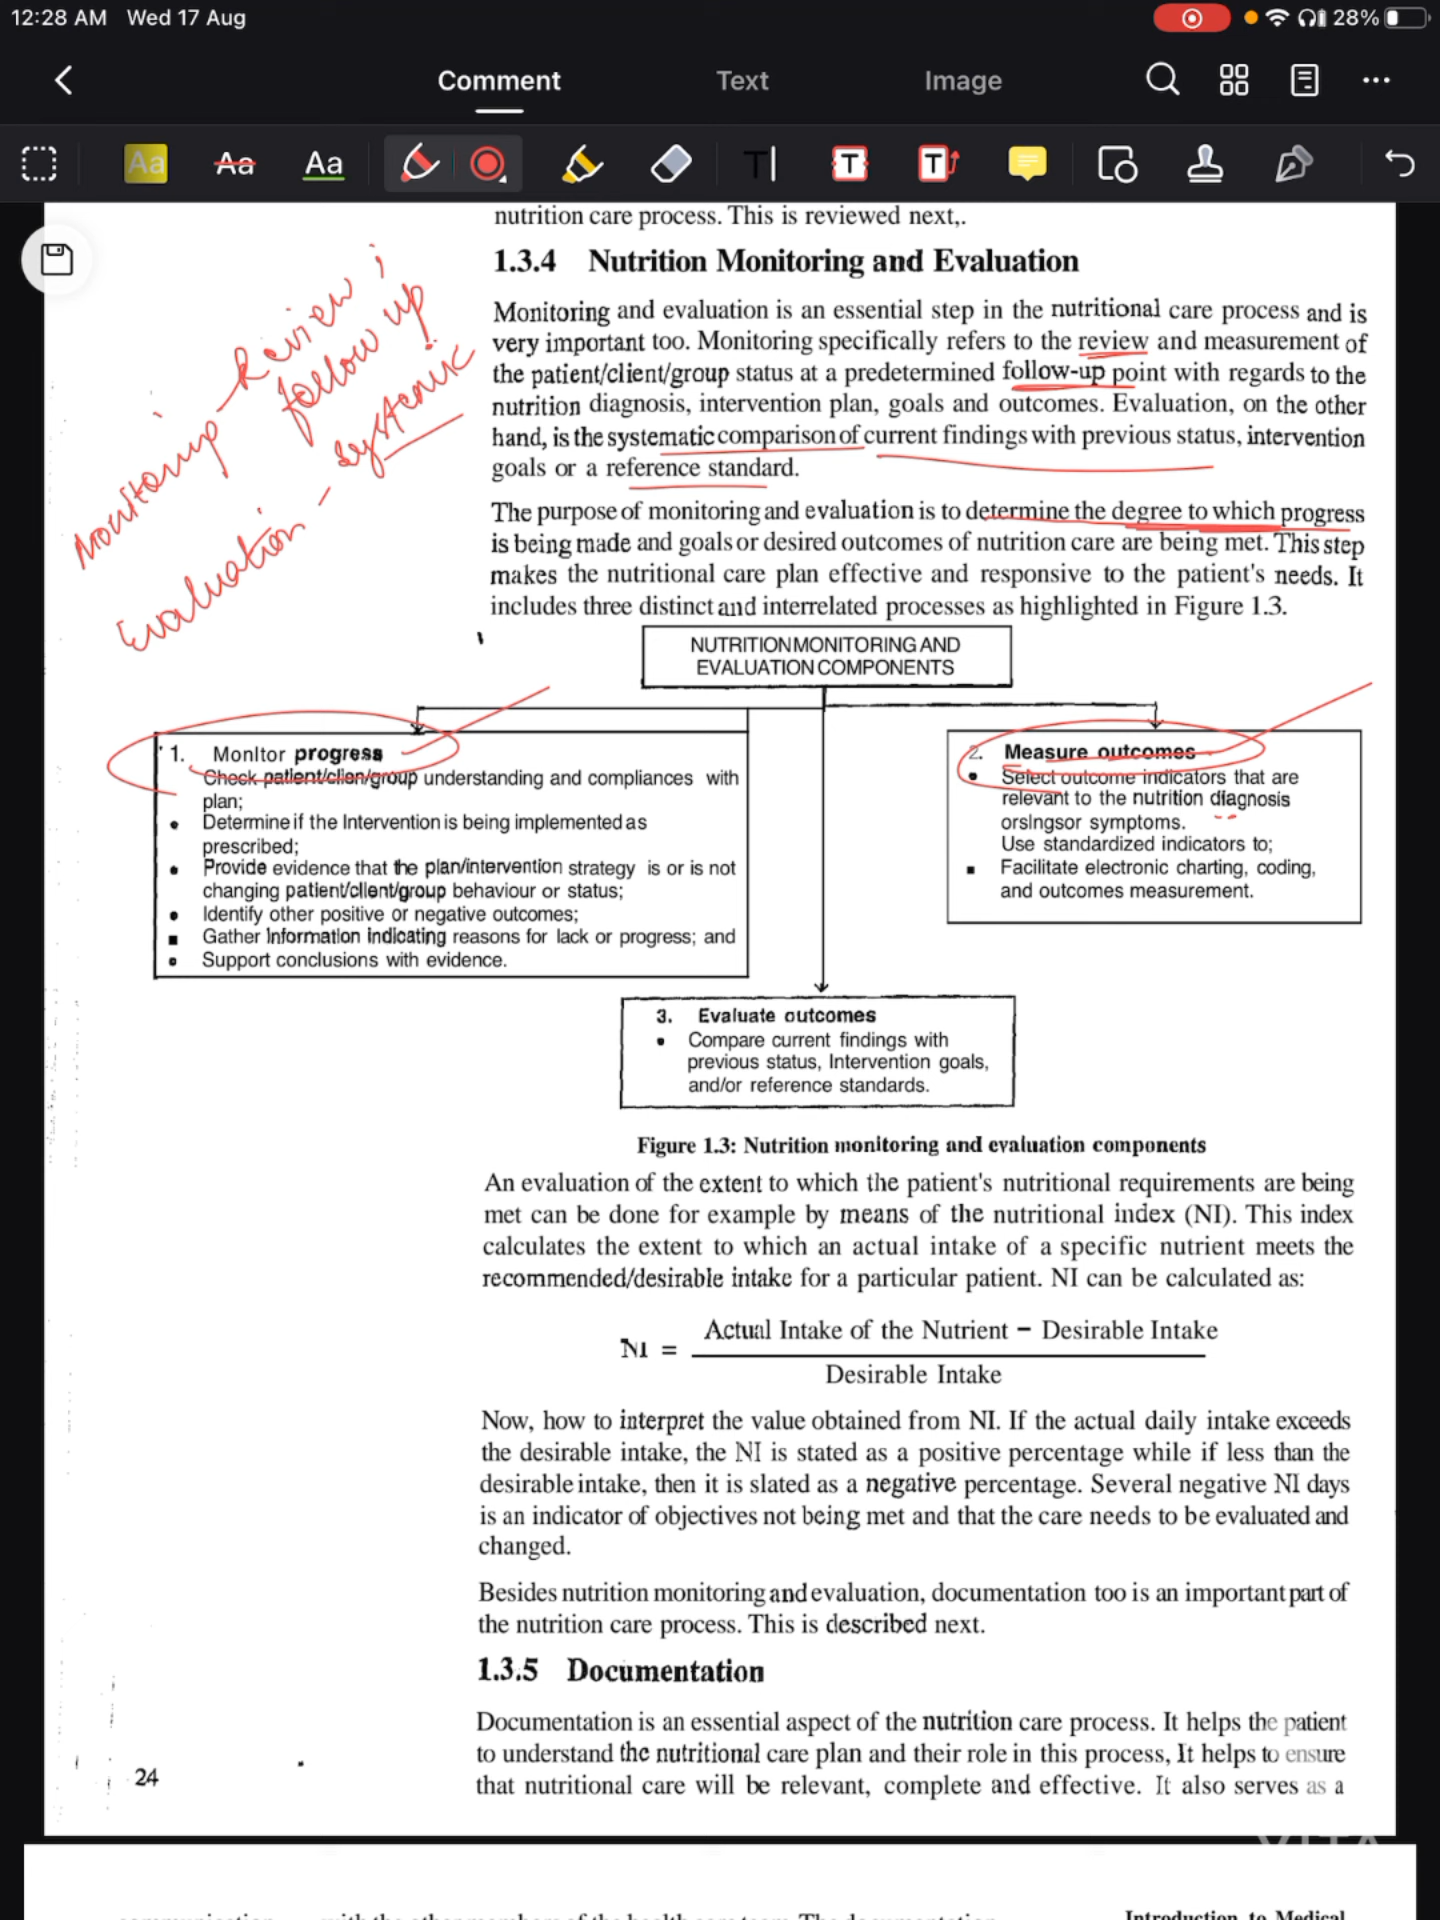 12:28 AM Wed 17 Aug
28%
Comment
Text
Image
Aa
Aa
Aa
T
T
T
nutrition care process. This is reviewed next,.
1.3.4 Nutrition Monitoring and Evaluation
Monitoring and evaluation is an essential step in the nutritional care process and is
very important too. Monitoring specifically refers to the review and measurement of
the patient/client/group status at a predetermined follow-up point with regards to the
nutrition diagnosis, intervention plan, goals and outcomes. Evaluation, on the other
hand, is the systematic comparison of current findings with previous status, intervention
goals or a reference standard.
Monitoring - Review ;
follow up
Evaluation - systemic
The purpose of monitoring and evaluation is to determine the degree to which progress
is being made and goals or desired outcomes of nutrition care are being met. This step
makes the nutritional care plan effective and responsive to the patient's needs. It
includes three distinct and interrelated processes as highlighted in Figure 1.3.
NUTRITION MONITORING AND
EVALUATION COMPONENTS
1. Monltor progress
Check patient/clien/group understanding and compliances with
plan;
• Determine if the Intervention is being implemented as
prescribed;
• Provide evidence that the plan/intervention strategy is or is not
changing patient/client/group behaviour or status;
• Identify other positive or negative outcomes;
■ Gather Information indicating reasons for lack or progress; and
• Support conclusions with evidence.
2. Measure outcomes
• Select outcome indicators that are
relevant to the nutrition diagnosis
orslngsor symptoms.
Use standardized indicators to;
■ Facilitate electronic charting, coding,
and outcomes measurement.
3. Evaluate outcomes
• Compare current findings with
previous status, Intervention goals,
and/or reference standards.
Figure 1.3: Nutrition monitoring and evaluation components
An evaluation of the extent to which the patient's nutritional requirements are being
met can be done for example by means of the nutritional index (NI). This index
calculates the extent to which an actual intake of a specific nutrient meets the
recommended/desirable intake for a particular patient. NI can be calculated as:
NI = Actual Intake of the Nutrient − Desirable Intake
Desirable Intake
Now, how to interpret the value obtained from NI. If the actual daily intake exceeds
the desirable intake, the NI is stated as a positive percentage while if less than the
desirable intake, then it is slated as a negative percentage. Several negative NI days
is an indicator of objectives not being met and that the care needs to be evaluated and
changed.
Besides nutrition monitoring and evaluation, documentation too is an important part of
the nutrition care process. This is described next.
1.3.5 Documentation
Documentation is an essential aspect of the nutrition care process. It helps the patient
to understand the nutritional care plan and their role in this process, It helps to ensure
that nutritional care will be relevant, complete and effective. It also serves as a
24
Introduction to Medical